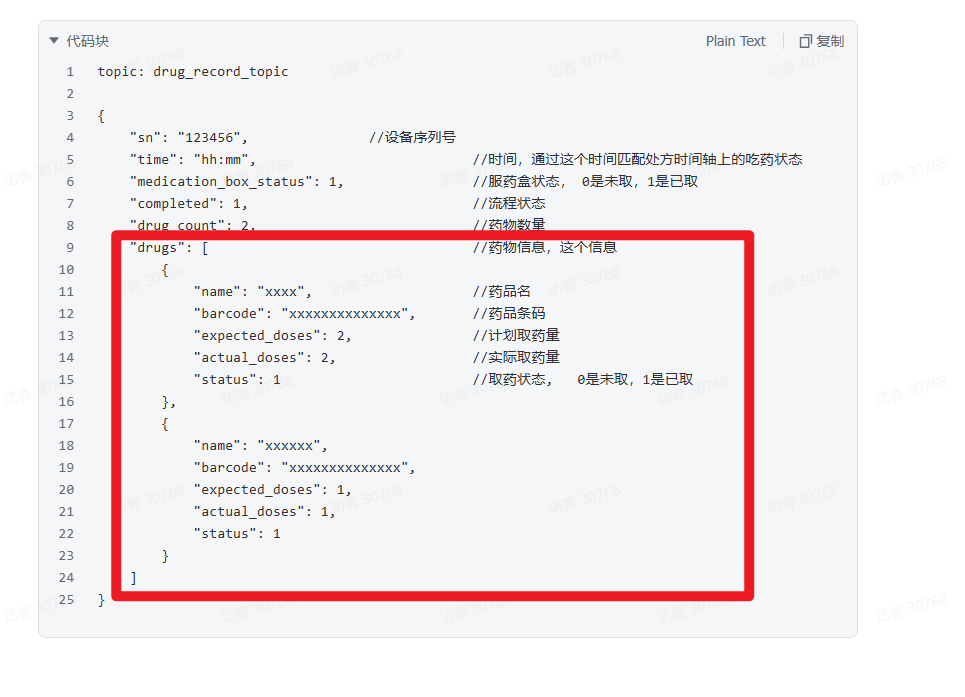 代码块 Plain Text 复制
1 topic: drug_record_topic
2
3 {
4 "sn": "123456", //设备序列号
5 "time": "hh:mm", //时间，通过这个时间匹配处方时间轴上的吃药状态
6 "medication_box_status": 1, //服药盒状态， 0是未取，1是已取
7 "completed": 1, //流程状态
8 "drug_count": 2, //药物数量
9 "drugs": [ //药物信息，这个信息
10 {
11 "name": "xxxx", //药品名
12 "barcode": "xxxxxxxxxxxxxx", //药品条码
13 "expected_doses": 2, //计划取药量
14 "actual_doses": 2, //实际取药量
15 "status": 1 //取药状态， 0是未取，1是已取
16 },
17 {
18 "name": "xxxxxx",
19 "barcode": "xxxxxxxxxxxxxx",
20 "expected_doses": 1,
21 "actual_doses": 1,
22 "status": 1
23 }
24 ]
25 }
访客 30768